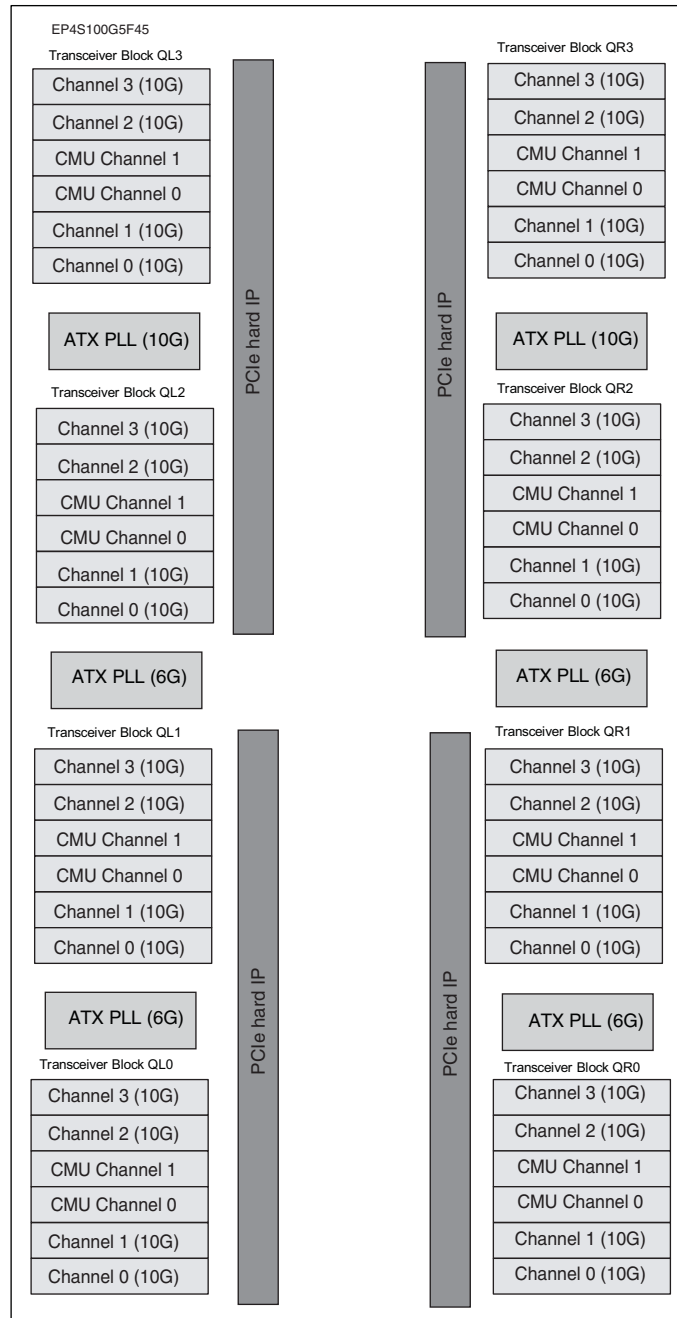 EP4S100G5F45
Transceiver Block QL3
Channel 3 (10G)
Channel 2 (10G)
CMU Channel 1
CMU Channel 0
Channel 1 (10G)
Channel 0 (10G)
ATX PLL (10G)
Transceiver Block QL2
Channel 3 (10G)
Channel 2 (10G)
CMU Channel 1
CMU Channel 0
Channel 1 (10G)
Channel 0 (10G)
PCIe hard IP
ATX PLL (6G)
Transceiver Block QL1
Channel 3 (10G)
Channel 2 (10G)
CMU Channel 1
CMU Channel 0
Channel 1 (10G)
Channel 0 (10G)
ATX PLL (6G)
Transceiver Block QL0
Channel 3 (10G)
Channel 2 (10G)
CMU Channel 1
CMU Channel 0
Channel 1 (10G)
Channel 0 (10G)
PCIe hard IP
Transceiver Block QR3
Channel 3 (10G)
Channel 2 (10G)
CMU Channel 1
CMU Channel 0
Channel 1 (10G)
Channel 0 (10G)
PCIe hard IP
ATX PLL (10G)
Transceiver Block QR2
Channel 3 (10G)
Channel 2 (10G)
CMU Channel 1
CMU Channel 0
Channel 1 (10G)
Channel 0 (10G)
ATX PLL (6G)
Transceiver Block QR1
Channel 3 (10G)
Channel 2 (10G)
CMU Channel 1
CMU Channel 0
Channel 1 (10G)
Channel 0 (10G)
PCIe hard IP
ATX PLL (6G)
Transceiver Block QR0
Channel 3 (10G)
Channel 2 (10G)
CMU Channel 1
CMU Channel 0
Channel 1 (10G)
Channel 0 (10G)